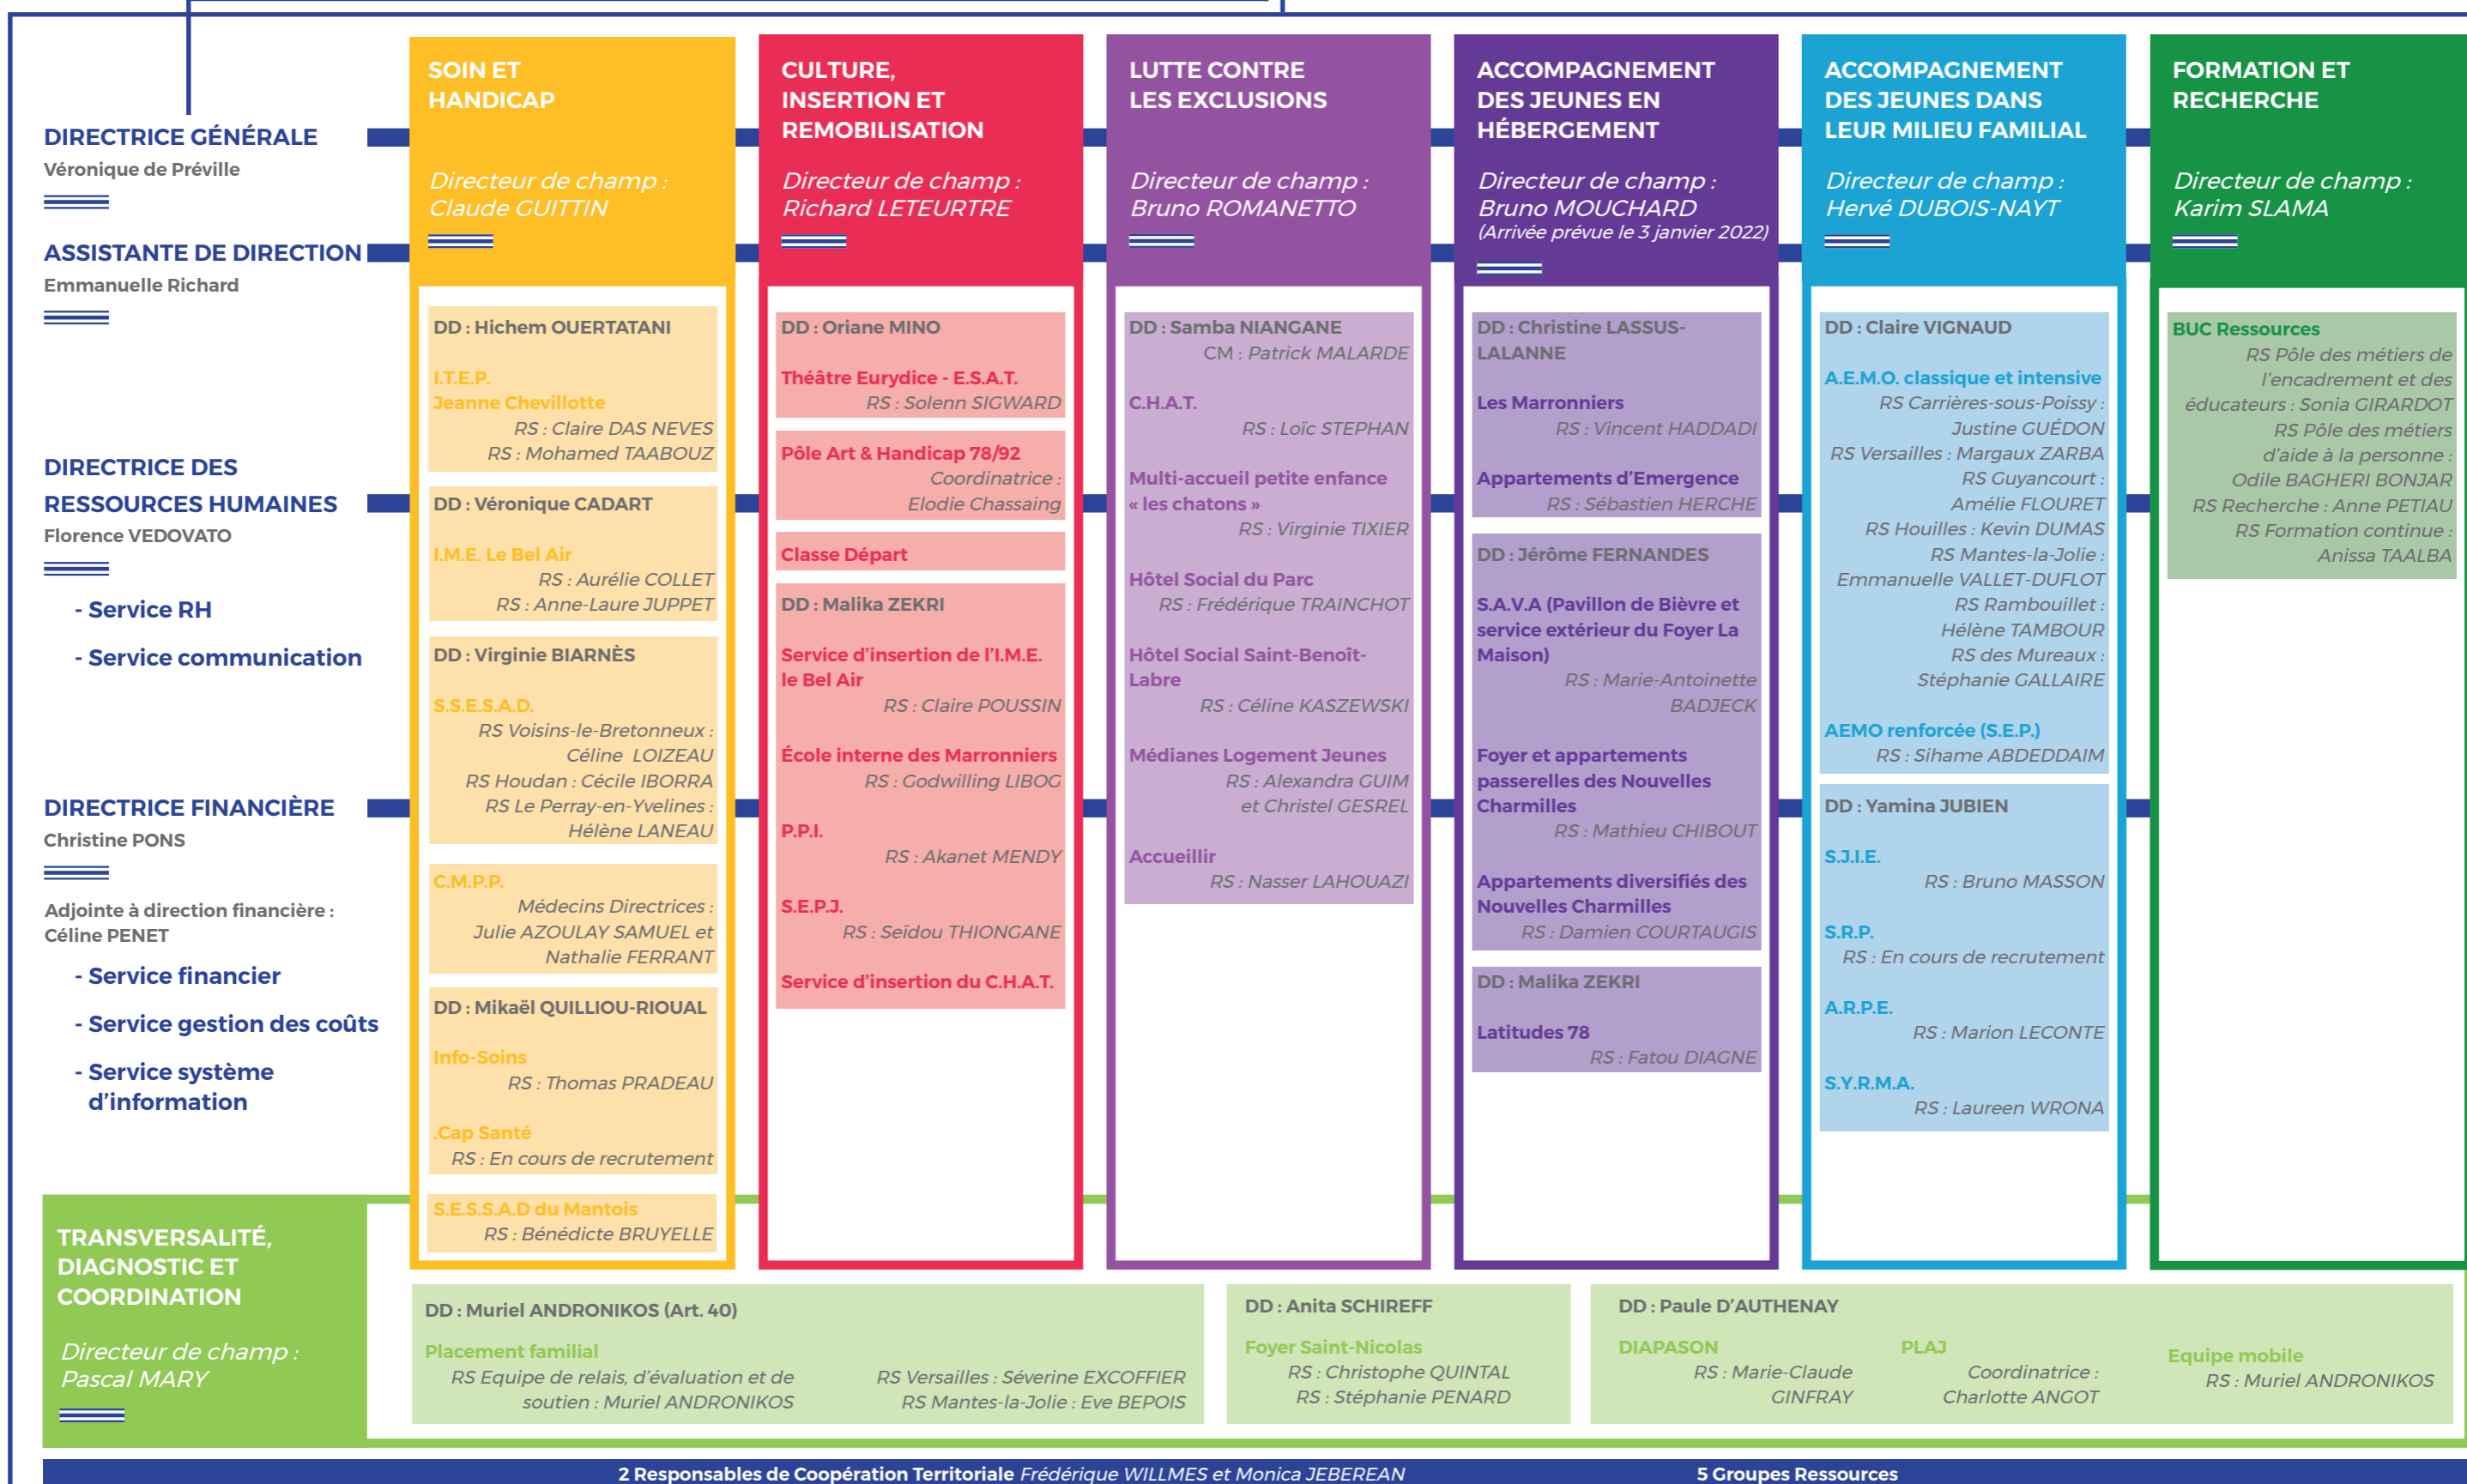 DIRECTRICE GÉNÉRALE
Véronique de Préville
ASSISTANTE DE DIRECTION
Emmanuelle Richard
DIRECTRICE DES
RESSOURCES HUMAINES
Florence VEDOVATO
- Service RH
- Service communication
DIRECTRICE FINANCIÈRE
Christine PONS
Adjointe à direction financière :
Céline PENET
- Service financier
- Service gestion des coûts
- Service système
d'information
SOIN ET
HANDICAP
Directeur de champ :
Claude GUITTIN
DD : Hichem OUERTATANI
I.T.E.P.
Jeanne Chevillotte
RS : Claire DAS NEVES
RS : Mohamed TAABOUZ
DD : Véronique CADART
I.M.E. Le Bel Air
RS : Aurélie COLLET
RS : Anne-Laure JUPPET
DD : Virginie BIARNÈS
S.S.E.S.A.D.
RS Voisins-le-Bretonneux :
Céline LOIZEAU
RS Houdan : Cécile IBORRA
RS Le Perray-en-Yvelines :
Hélène LANEAU
C.M.P.P.
Médecins Directrices :
Julie AZOULAY SAMUEL et
Nathalie FERRANT
DD : Mikaël QUILLIOU-RIOUAL
Info-Soins
RS : Thomas PRADEAU
.Cap Santé
RS : En cours de recrutement
S.E.S.S.A.D du Mantois
RS : Bénédicte BRUYELLE
CULTURE,
INSERTION ET
REMOBILISATION
Directeur de champ :
Richard LETEURTRE
DD : Oriane MINO
Théâtre Eurydice - E.S.A.T.
RS : Solenn SIGWARD
Pôle Art & Handicap 78/92
Coordinatrice :
Elodie Chassaing
Classe Départ
DD : Malika ZEKRI
Service d'insertion de l'I.M.E.
le Bel Air
RS : Claire POUSSIN
École interne des Marronniers
RS : Godwilling LIBOG
P.P.I.
RS : Akanet MENDY
S.E.P.J.
RS : Seïdou THIONGANE
Service d'insertion du C.H.A.T.
LUTTE CONTRE
LES EXCLUSIONS
Directeur de champ :
Bruno ROMANETTO
DD : Samba NIANGANE
CM : Patrick MALARDE
C.H.A.T.
RS : Loïc STEPHAN
Multi-accueil petite enfance
« les chatons »
RS : Virginie TIXIER
Hôtel Social du Parc
RS : Frédérique TRAINCHOT
Hôtel Social Saint-Benoît-
Labre
RS : Céline KASZEWSKI
Médianes Logement Jeunes
RS : Alexandra GUIM
et Christel GESREL
Accueillir
RS : Nasser LAHOUAZI
ACCOMPAGNEMENT
DES JEUNES EN
HÉBERGEMENT
Directeur de champ :
Bruno MOUCHARD
(Arrivée prévue le 3 janvier 2022)
DD : Christine LASSUS-
LALANNE
Les Marronniers
RS : Vincent HADDADI
Appartements d'Emergence
RS : Sébastien HERCHE
DD : Jérôme FERNANDES
S.A.V.A (Pavillon de Bièvre et
service extérieur du Foyer La
Maison)
RS : Marie-Antoinette
BADJECK
Foyer et appartements
passerelles des Nouvelles
Charmilles
RS : Mathieu CHIBOUT
Appartements diversifiés des
Nouvelles Charmilles
RS : Damien COURTAUGIS
DD : Malika ZEKRI
Latitudes 78
RS : Fatou DIAGNE
ACCOMPAGNEMENT
DES JEUNES DANS
LEUR MILIEU FAMILIAL
Directeur de champ :
Hervé DUBOIS-NAYT
DD : Claire VIGNAUD
A.E.M.O. classique et intensive
RS Carrières-sous-Poissy :
Justine GUÉDON
RS Versailles : Margaux ZARBA
RS Guyancourt :
Amélie FLOURET
RS Houilles : Kevin DUMAS
RS Mantes-la-Jolie :
Emmanuelle VALLET-DUFLOT
RS Rambouillet :
Hélène TAMBOUR
RS des Mureaux :
Stéphanie GALLAIRE
AEMO renforcée (S.E.P.)
RS : Sihame ABDEDDAIM
DD : Yamina JUBIEN
S.J.I.E.
RS : Bruno MASSON
S.R.P.
RS : En cours de recrutement
A.R.P.E.
RS : Marion LECONTE
S.Y.R.M.A.
RS : Laureen WRONA
FORMATION ET
RECHERCHE
Directeur de champ :
Karim SLAMA
BUC Ressources
RS Pôle des métiers de
l'encadrement et des
éducateurs : Sonia GIRARDOT
RS Pôle des métiers
d'aide à la personne :
Odile BAGHERI BONJAR
RS Recherche : Anne PETIAU
RS Formation continue :
Anissa TAALBA
TRANSVERSALITÉ,
DIAGNOSTIC ET
COORDINATION
Directeur de champ :
Pascal MARY
DD : Muriel ANDRONIKOS (Art. 40)
Placement familial
RS Equipe de relais, d'évaluation et de
soutien : Muriel ANDRONIKOS
RS Versailles : Séverine EXCOFFIER
RS Mantes-la-Jolie : Eve BEPOIS
DD : Anita SCHIREFF
Foyer Saint-Nicolas
RS : Christophe QUINTAL
RS : Stéphanie PENARD
DD : Paule D'AUTHENAY
DIAPASON
RS : Marie-Claude
GINFRAY
PLAJ
Coordinatrice :
Charlotte ANGOT
Equipe mobile
RS : Muriel ANDRONIKOS
2 Responsables de Coopération Territoriale Frédérique WILLMES et Monica JEBEREAN
5 Groupes Ressources